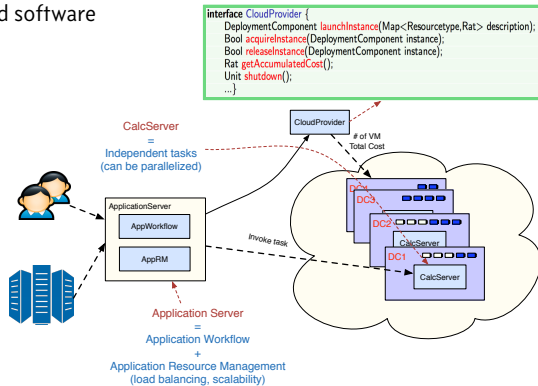 d software
interface CloudProvider {
DeploymentComponent launchInstance(Map<Resourcetype,Rat> description);
Bool acquireInstance(DeploymentComponent instance);
Bool releaseInstance(DeploymentComponent instance);
Rat getAccumulatedCost();
Unit shutdown();
...}
CloudProvider
CalcServer
=
Independent tasks
(can be parallelized)
# of VM
Total Cost
DC4
DC3
DC2
CalcServer
DC1
CalcServer
ApplicationServer
AppWorkflow
AppRM
Invoke task
Application Server
=
Application Workflow
+
Application Resource Management
(load balancing, scalability)